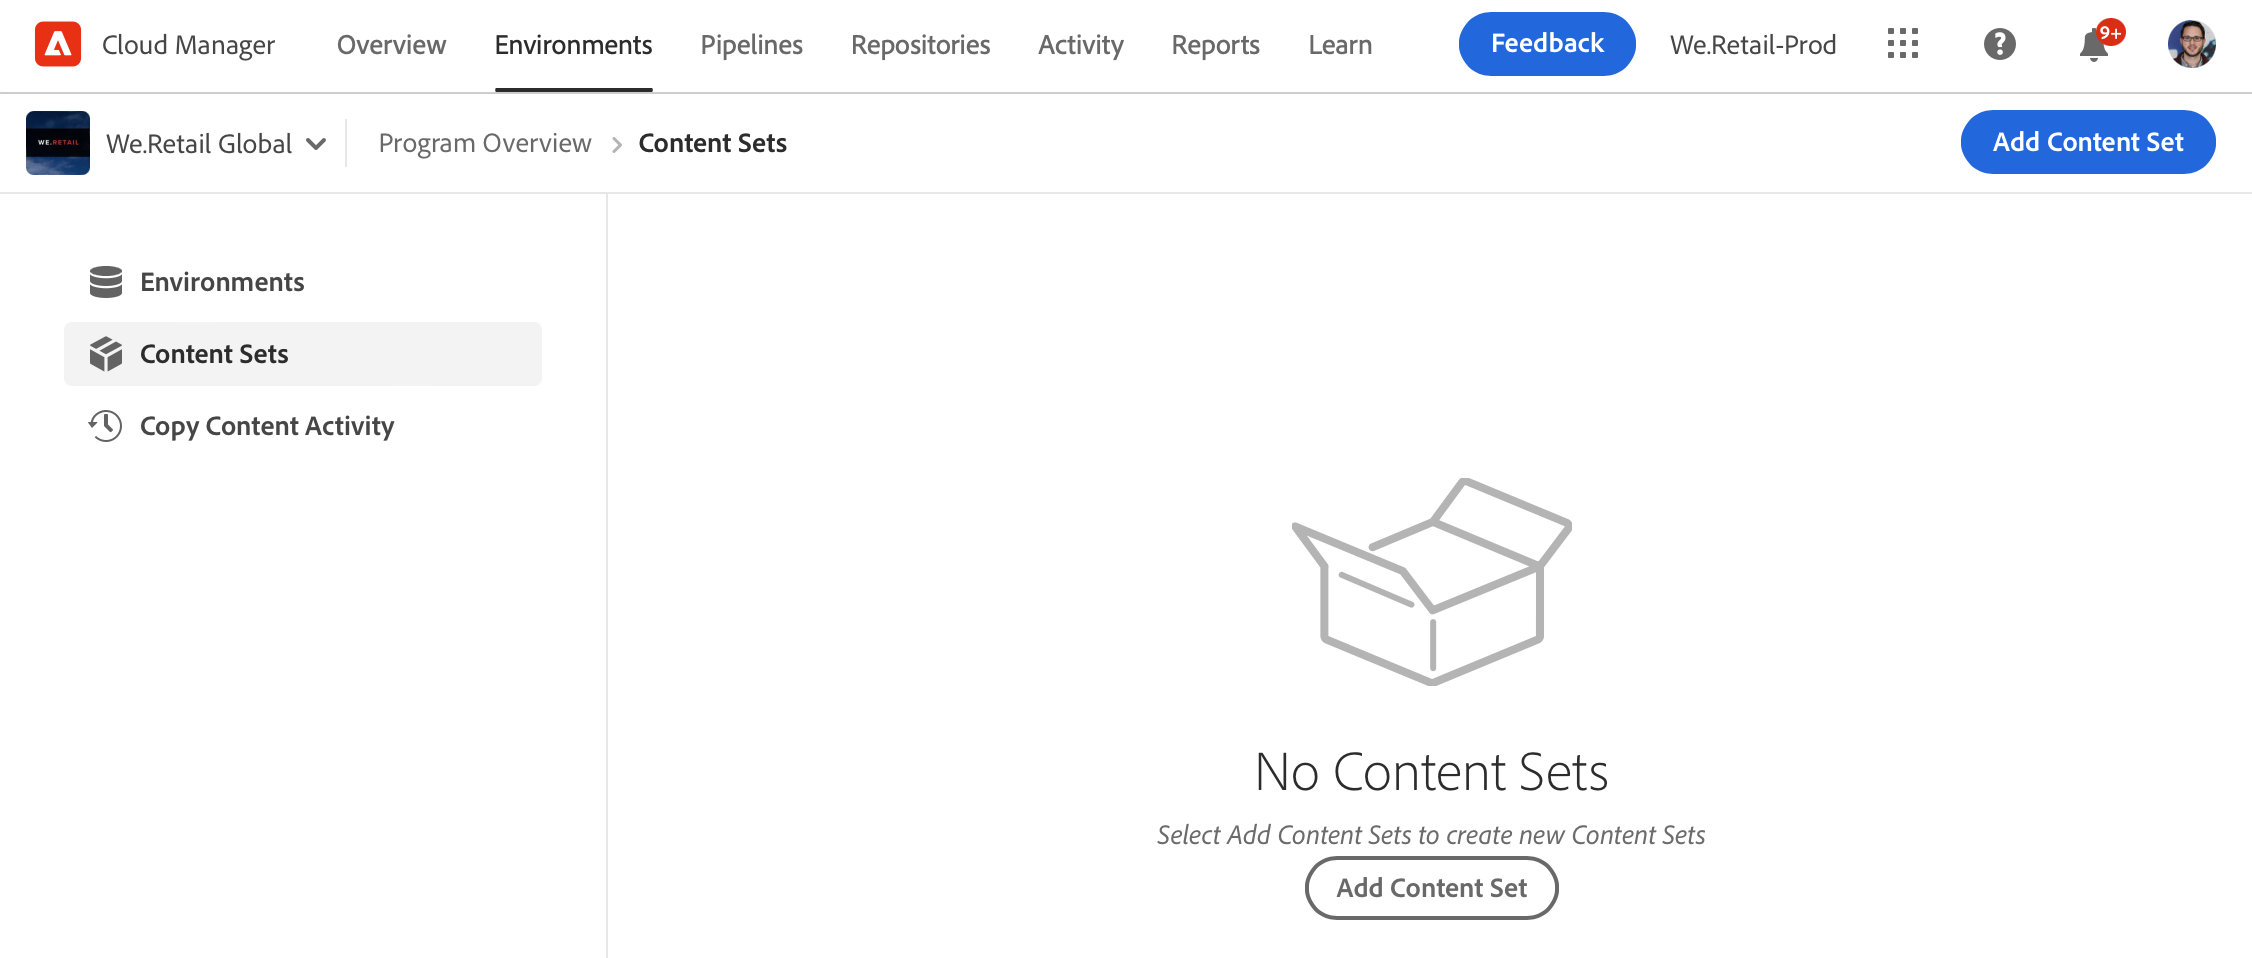 Cloud Manager Overview Environments Pipelines Repositories Activity Reports Learn Feedback We.Retail-Prod ? 9+
WE.RETAIL We.Retail Global Program Overview > Content Sets Add Content Set
Environments
Content Sets
Copy Content Activity
No Content Sets
Select Add Content Sets to create new Content Sets
Add Content Set